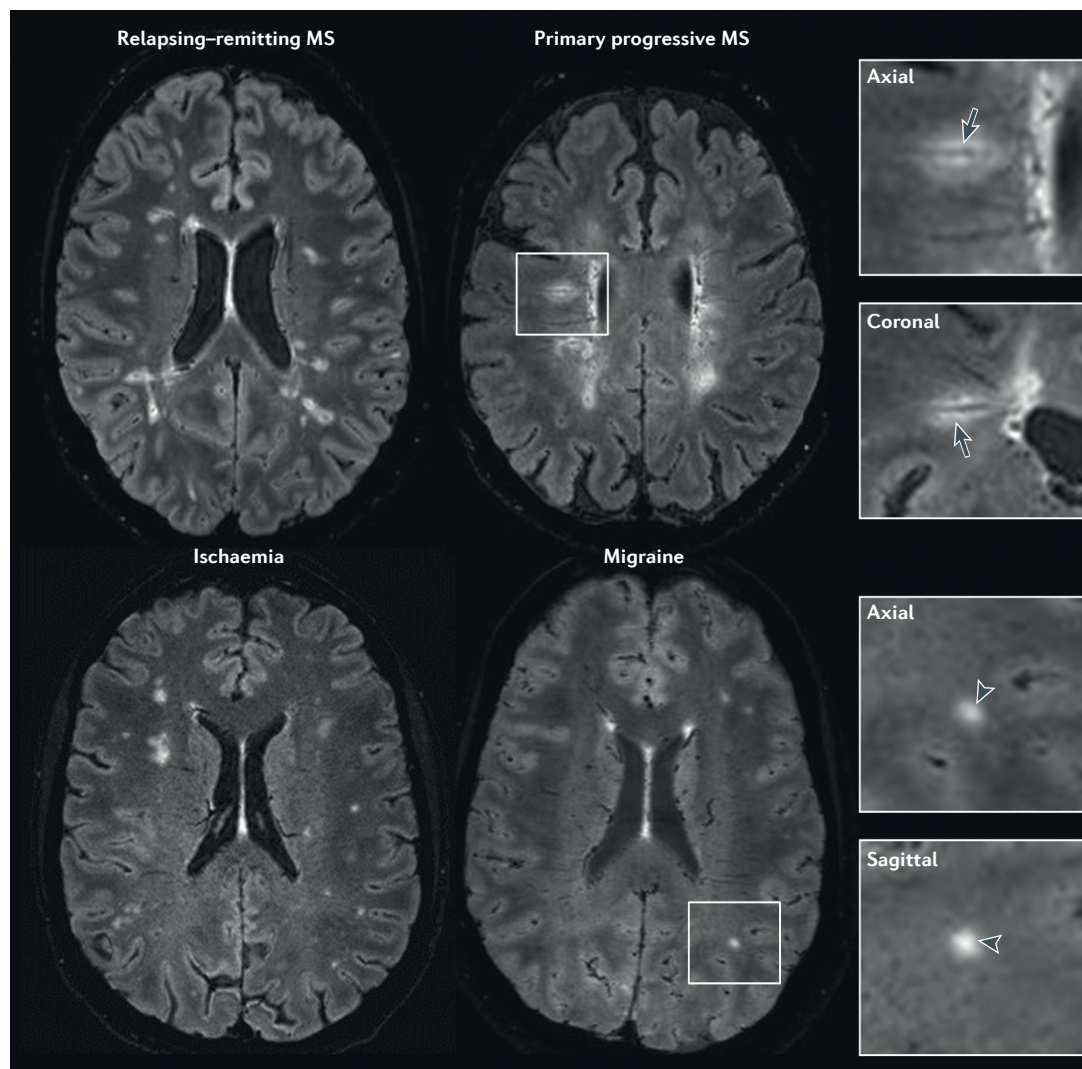 Relapsing–remitting MS
Primary progressive MS
Axial
Coronal
Ischaemia
Migraine
Axial
Sagittal